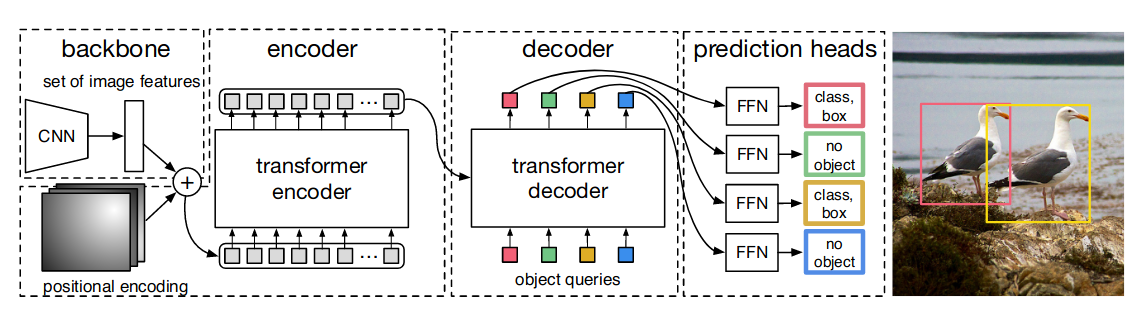 backbone
set of image features
CNN
+
positional encoding
encoder
...
transformer
encoder
...
decoder
transformer
decoder
object queries
prediction heads
FFN
class,
box
FFN
no
object
FFN
class,
box
FFN
no
object